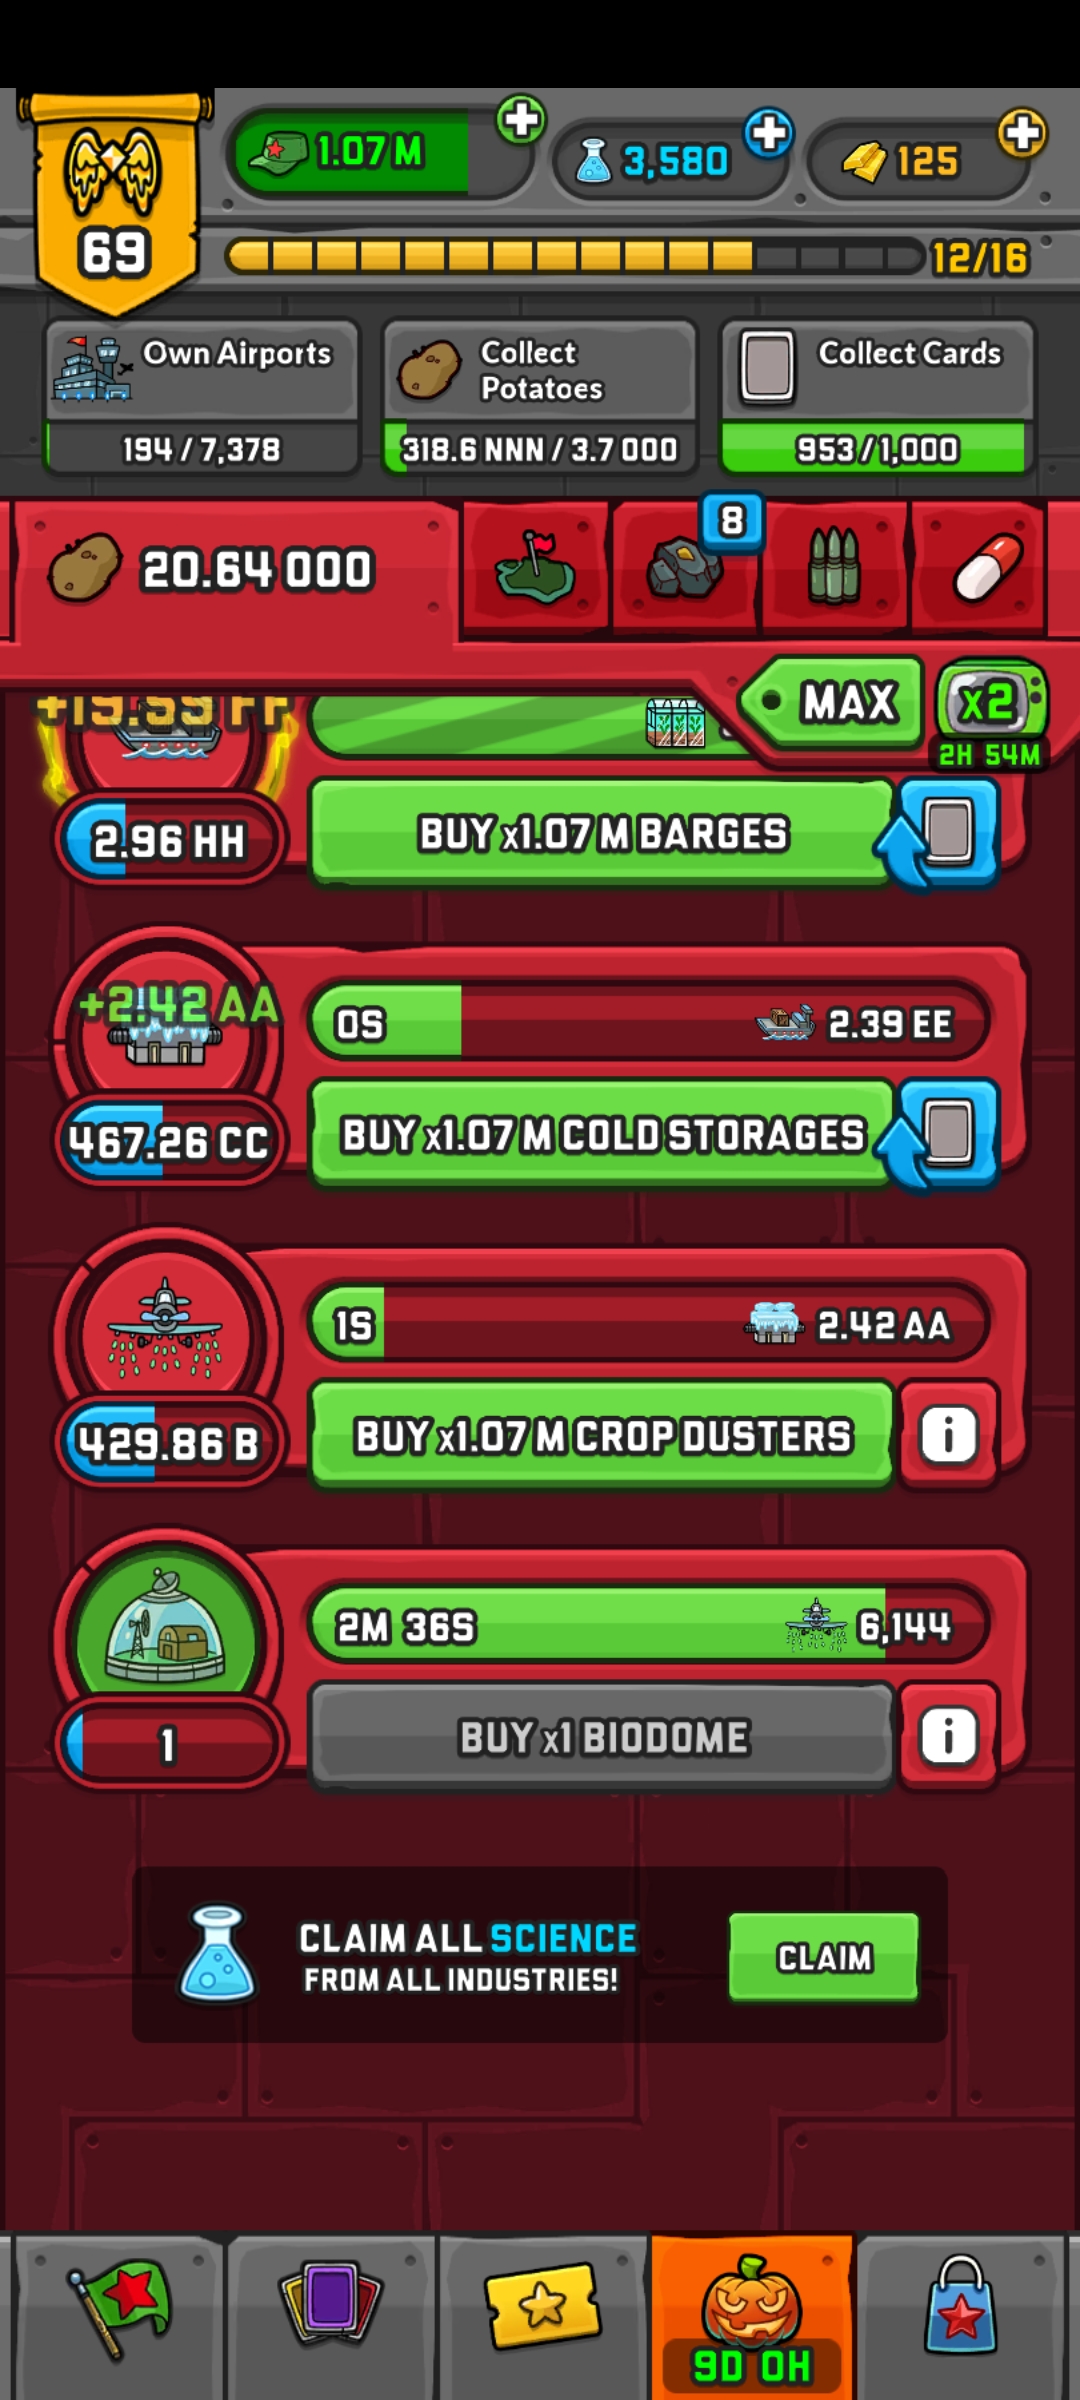 69
1.07 M
3,580
125
12/16
Own Airports
194 / 7,378
Collect
Potatoes
318.6 NNN / 3.7 OOO
Collect Cards
953 / 1,000
20.64 OOO
8
MAX
x2
2H 54M
2.96 HH
BUY x1.07 M BARGES
+2.42 AA
0S
2.39 EE
467.26 CC
BUY x1.07 M COLD STORAGES
1S
2.42 AA
429.86 B
BUY x1.07 M CROP DUSTERS
i
2M 36S
6,144
1
BUY x1 BIODOME
i
CLAIM ALL SCIENCE
FROM ALL INDUSTRIES!
CLAIM
9D 0H